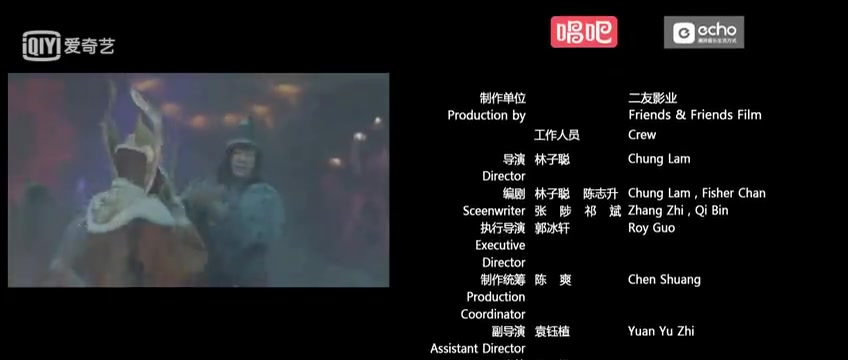 iQIYI 爱奇艺
唱吧
echo
制作单位 二友影业
Production by Friends & Friends Film
工作人员 Crew
导演 林子聪 Chung Lam
Director
编剧 林子聪 陈志升 Chung Lam , Fisher Chan
Sceenwriter 张 陟 祁 斌 Zhang Zhi , Qi Bin
执行导演 郭冰轩 Roy Guo
Executive
Director
制作统筹 陈 爽 Chen Shuang
Production
Coordinator
副导演 袁钰植 Yuan Yu Zhi
Assistant Director